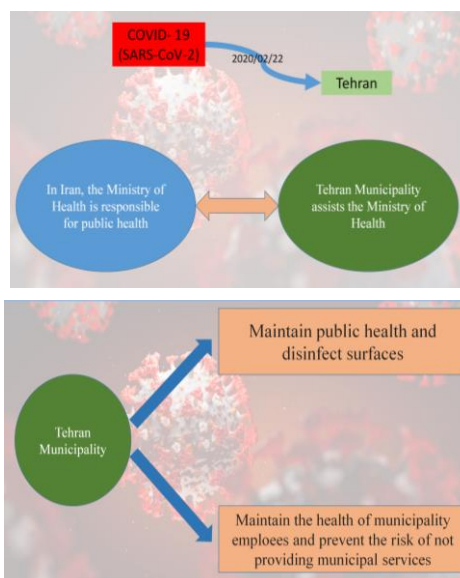 COVID- 19
(SARS-CoV-2)
2020/02/22
Tehran
In Iran, the Ministry of
Health is responsible
for public health
Tehran Municipality
assists the Ministry of
Health
Maintain public health and
disinfect surfaces
Tehran
Municipality
Maintain the health of municipality
emploees and prevent the risk of not
providing municipal services